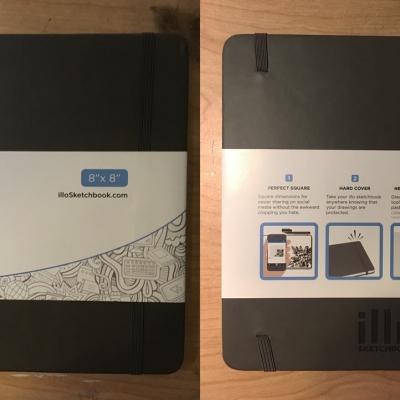 8"x 8"
illoSketchbook.com
1
PERFECT SQUARE
Square dimensions for
easier sharing on social
media without the awkward
cropping you hate.
2
HARD COVER
Take your illo sketchbook
anywhere knowing that
your drawings are
protected.